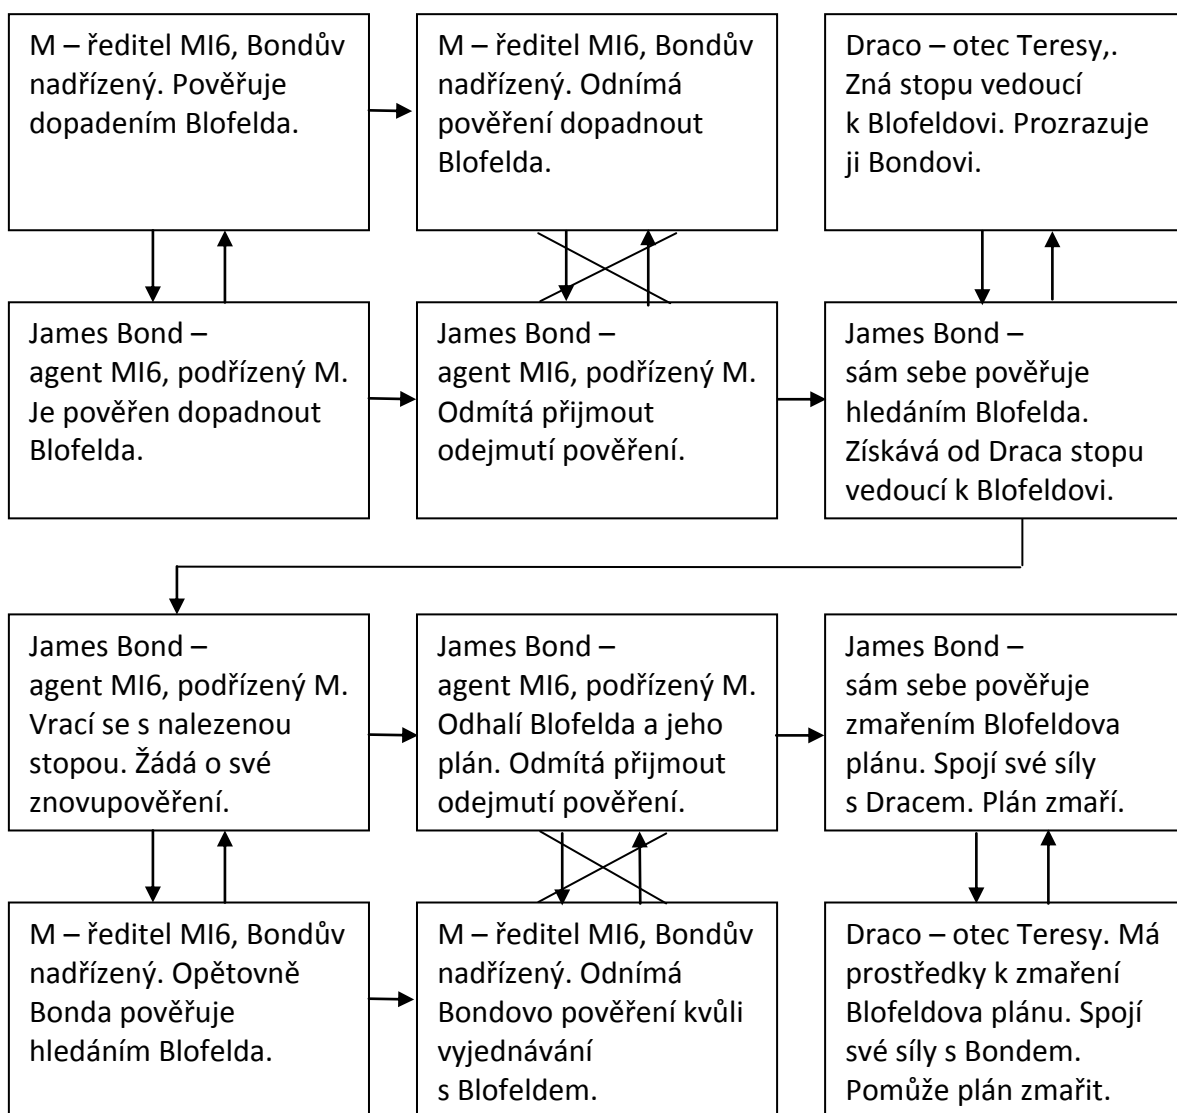 M – ředitel MI6, Bondův
nadřízený. Pověřuje
dopadením Blofelda.
M – ředitel MI6, Bondův
nadřízený. Odnímá
pověření dopadnout
Blofelda.
Draco – otec Teresy,.
Zná stopu vedoucí
k Blofeldovi. Prozrazuje
ji Bondovi.
James Bond –
agent MI6, podřízený M.
Je pověřen dopadnout
Blofelda.
James Bond –
agent MI6, podřízený M.
Odmítá přijmout
odejmutí pověření.
James Bond –
sám sebe pověřuje
hledáním Blofelda.
Získává od Draca stopu
vedoucí k Blofeldovi.
James Bond –
agent MI6, podřízený M.
Vrací se s nalezenou
stopou. Žádá o své
znovupověření.
James Bond –
agent MI6, podřízený M.
Odhalí Blofelda a jeho
plán. Odmítá přijmout
odejmutí pověření.
James Bond –
sám sebe pověřuje
zmařením Blofeldova
plánu. Spojí své síly
s Dracem. Plán zmaří.
M – ředitel MI6, Bondův
nadřízený. Opětovně
Bonda pověřuje
hledáním Blofelda.
M – ředitel MI6, Bondův
nadřízený. Odnímá
Bondovo pověření kvůli
vyjednávání
s Blofeldem.
Draco – otec Teresy. Má
prostředky k zmaření
Blofeldova plánu. Spojí
své síly s Bondem.
Pomůže plán zmařit.